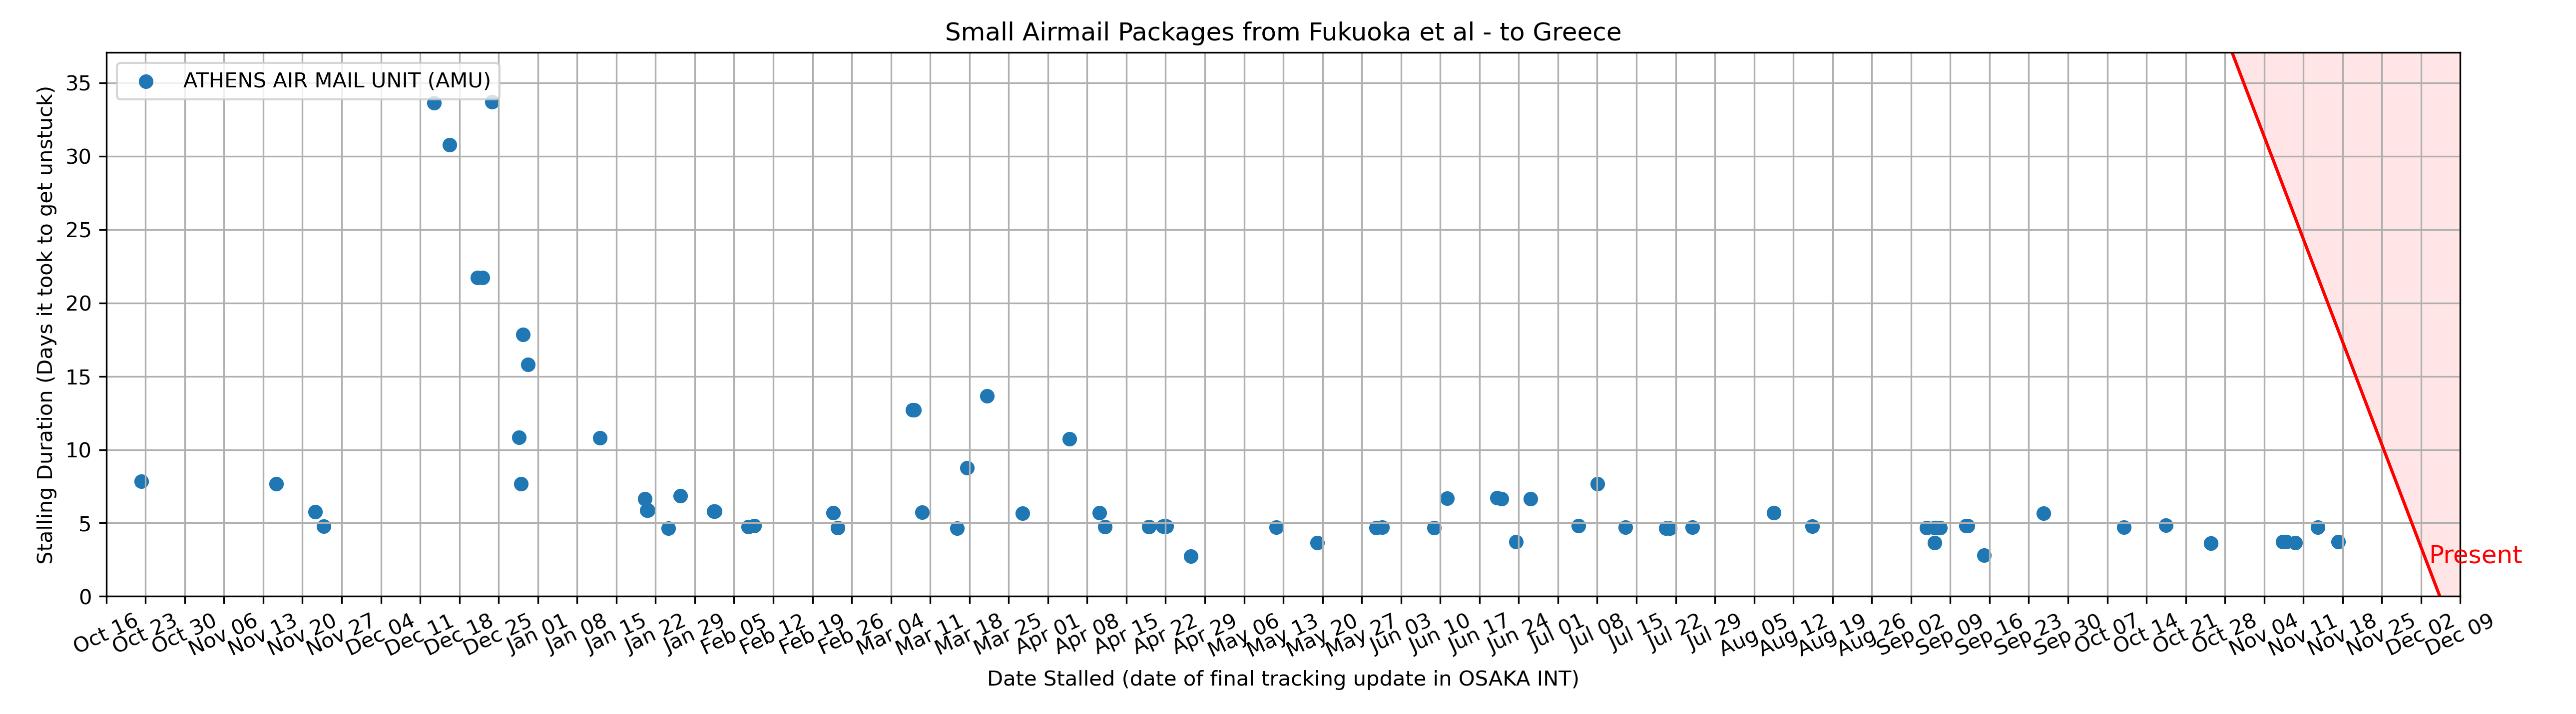 Small Airmail Packages from Fukuoka et al - to Greece
ATHENS AIR MAIL UNIT (AMU)
Stalling Duration (Days it took to get unstuck)
35
30
25
20
15
10
5
0
Present
Oct 16
Oct 23
Oct 30
Nov 06
Nov 13
Nov 20
Nov 27
Dec 04
Dec 11
Dec 18
Dec 25
Jan 01
Jan 08
Jan 15
Jan 22
Jan 29
Feb 05
Feb 12
Feb 19
Feb 26
Mar 04
Mar 11
Mar 18
Mar 25
Apr 01
Apr 08
Apr 15
Apr 22
Apr 29
May 06
May 13
May 20
May 27
Jun 03
Jun 10
Jun 17
Jun 24
Jul 01
Jul 08
Jul 15
Jul 22
Jul 29
Aug 05
Aug 12
Aug 19
Aug 26
Sep 02
Sep 09
Sep 16
Sep 23
Sep 30
Oct 07
Oct 14
Oct 21
Oct 28
Nov 04
Nov 11
Nov 18
Nov 25
Dec 02
Dec 09
Date Stalled (date of final tracking update in OSAKA INT)